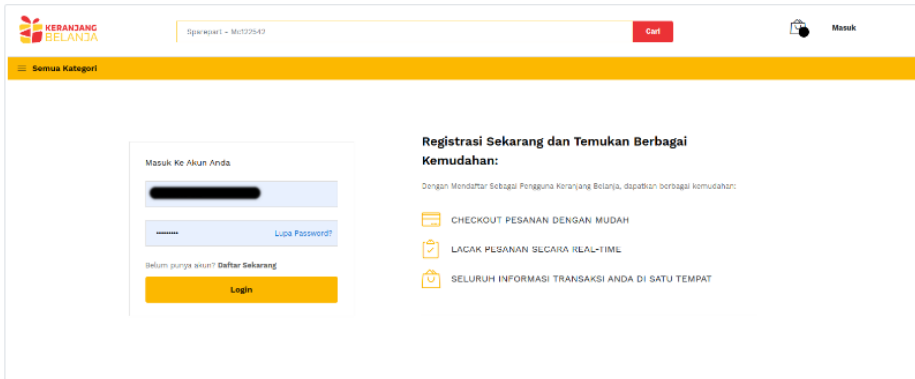 KERANJANG
BELANJA
Sparepart - Mc122542
Cari
Masuk
Semua Kategori
Masuk Ke Akun Anda
Lupa Password?
Belum punya akun? Daftar Sekarang
Login
Registrasi Sekarang dan Temukan Berbagai
Kemudahan:
Dengan Mendaftar Sebagai Pengguna Keranjang Belanja, dapatkan berbagai kemudahan:
CHECKOUT PESANAN DENGAN MUDAH
LACAK PESANAN SECARA REAL-TIME
SELURUH INFORMASI TRANSAKSI ANDA DI SATU TEMPAT